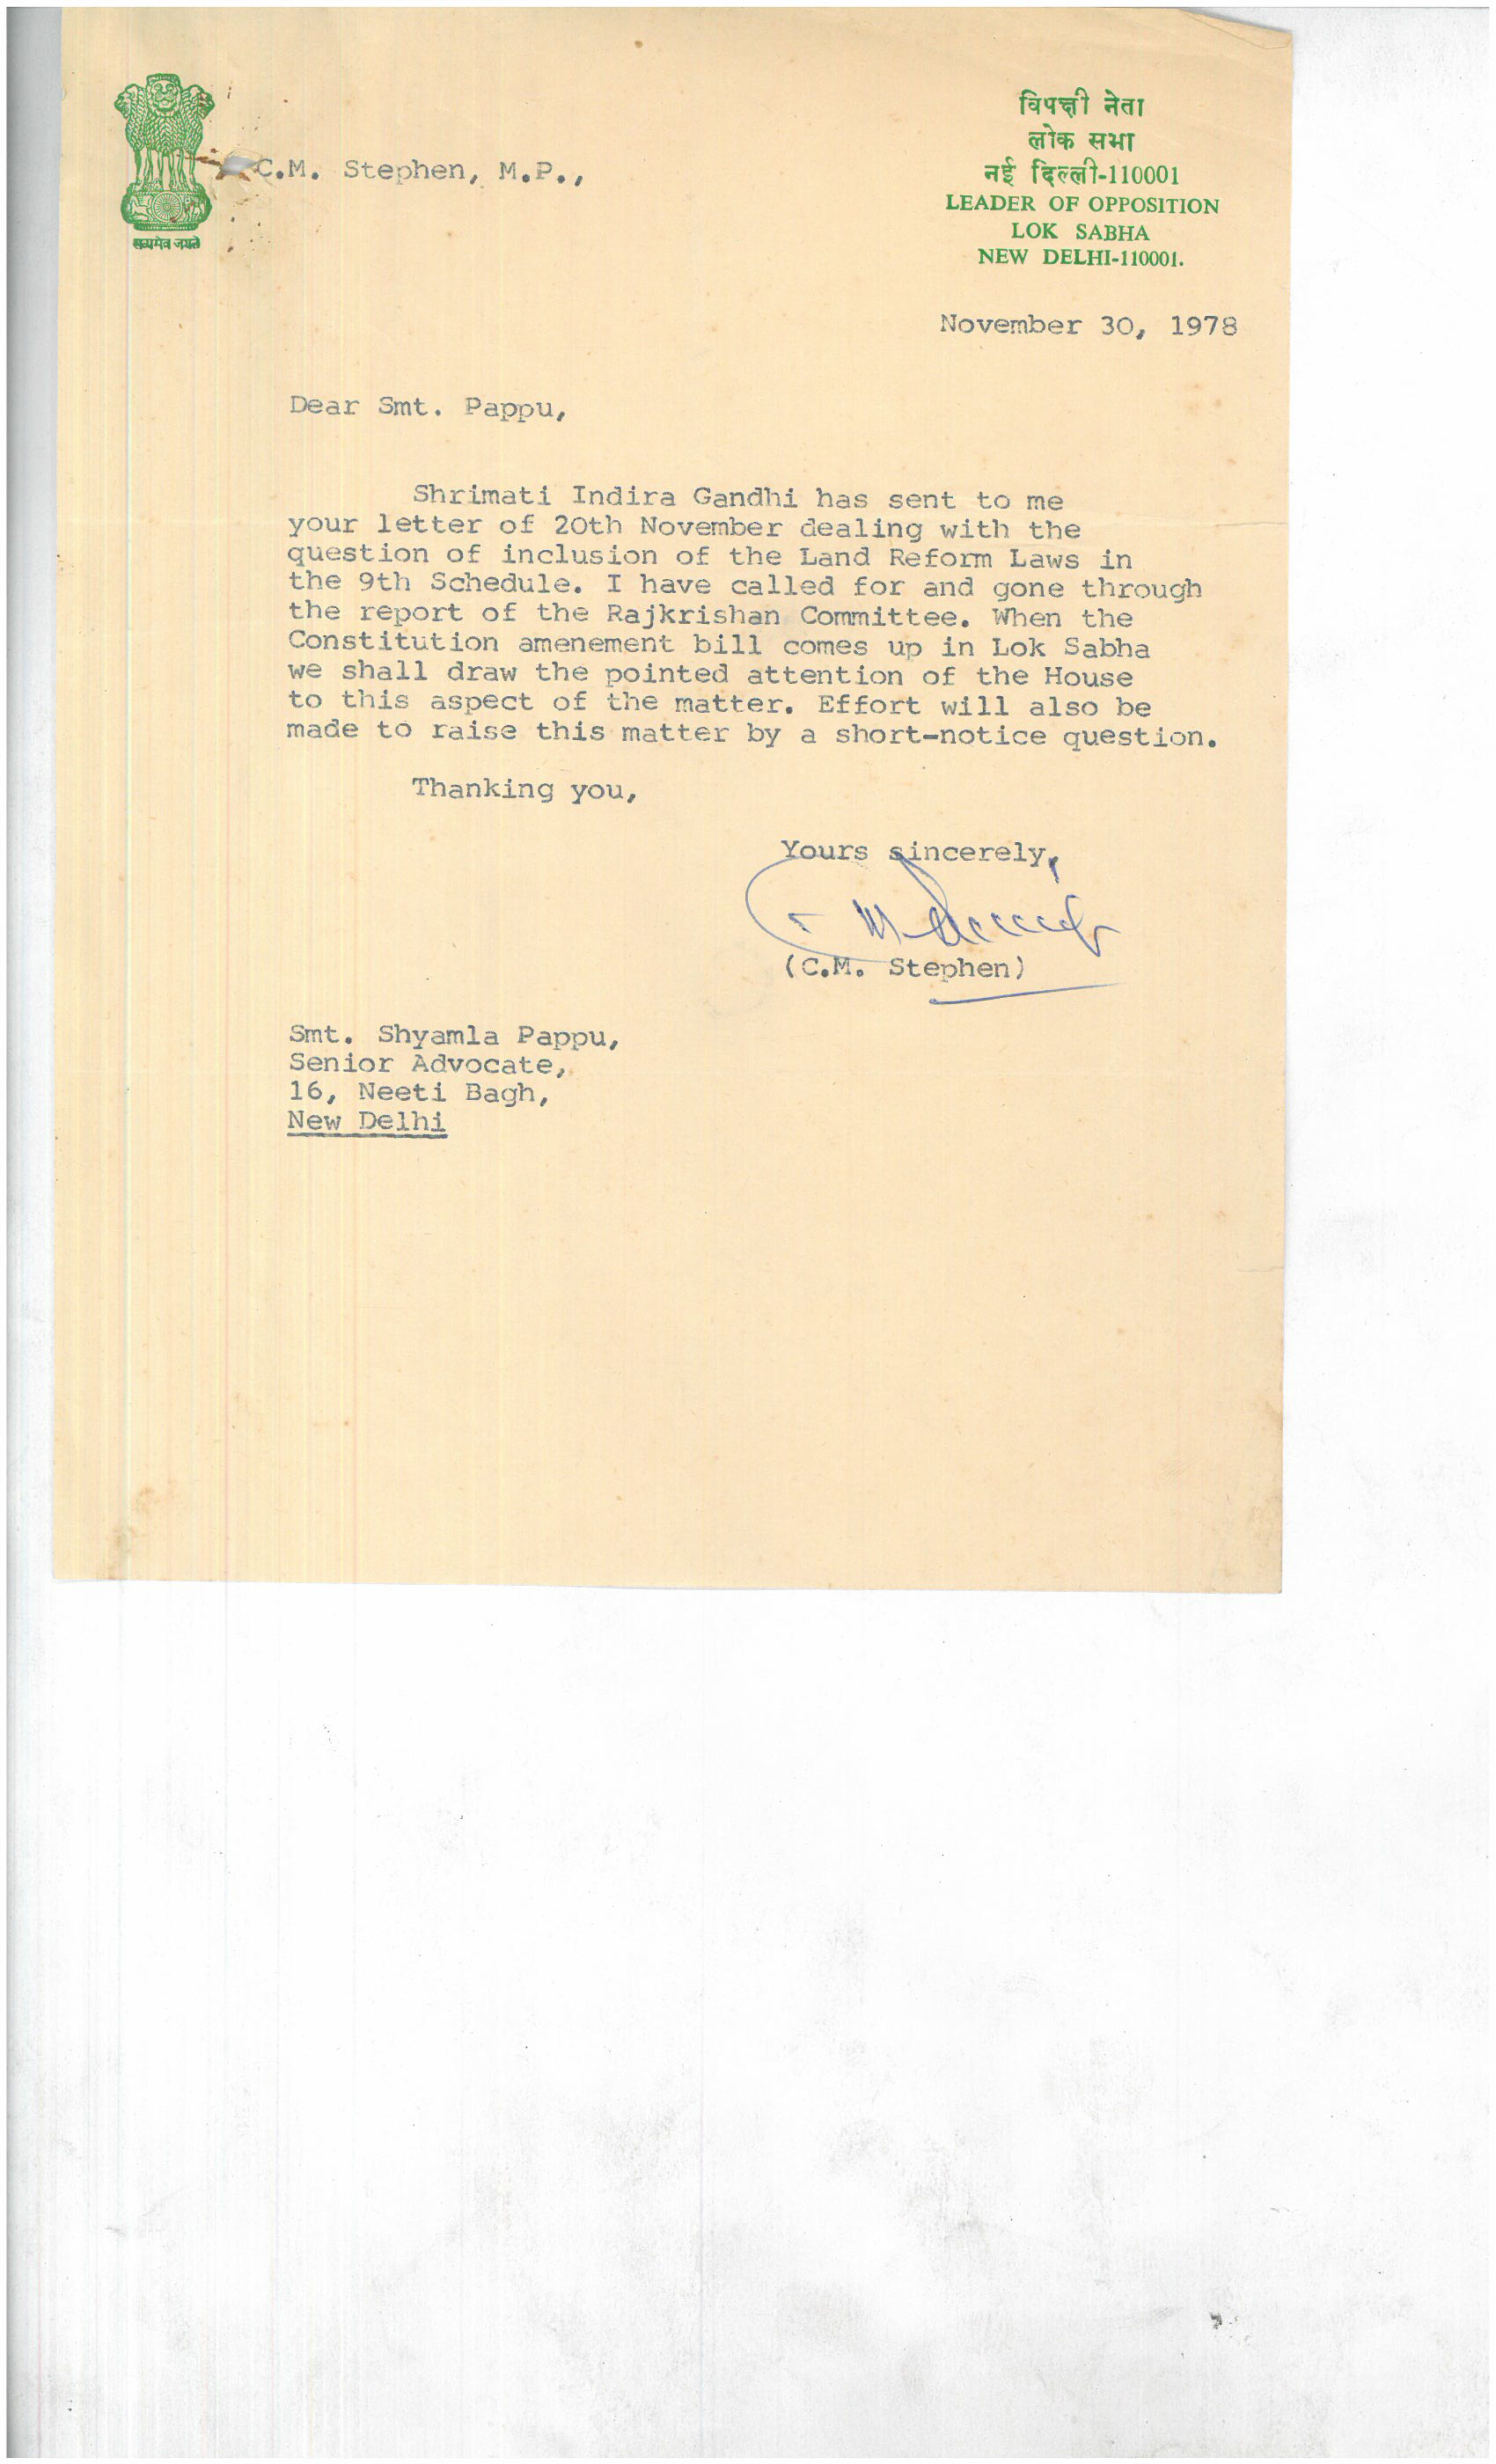 सत्यमेव जयते
C.M. Stephen, M.P.,
विपक्षी नेता
लोक सभा
नई दिल्ली-110001
LEADER OF OPPOSITION
LOK SABHA
NEW DELHI-110001.
November 30, 1978
Dear Smt. Pappu,
Shrimati Indira Gandhi has sent to me
your letter of 20th November dealing with the
question of inclusion of the Land Reform Laws in
the 9th Schedule. I have called for and gone through
the report of the Rajkrishan Committee. When the
Constitution amenement bill comes up in Lok Sabha
we shall draw the pointed attention of the House
to this aspect of the matter. Effort will also be
made to raise this matter by a short-notice question.
Thanking you,
Yours sincerely,
(C.M. Stephen)
Smt. Shyamla Pappu,
Senior Advocate,
16, Neeti Bagh,
New Delhi